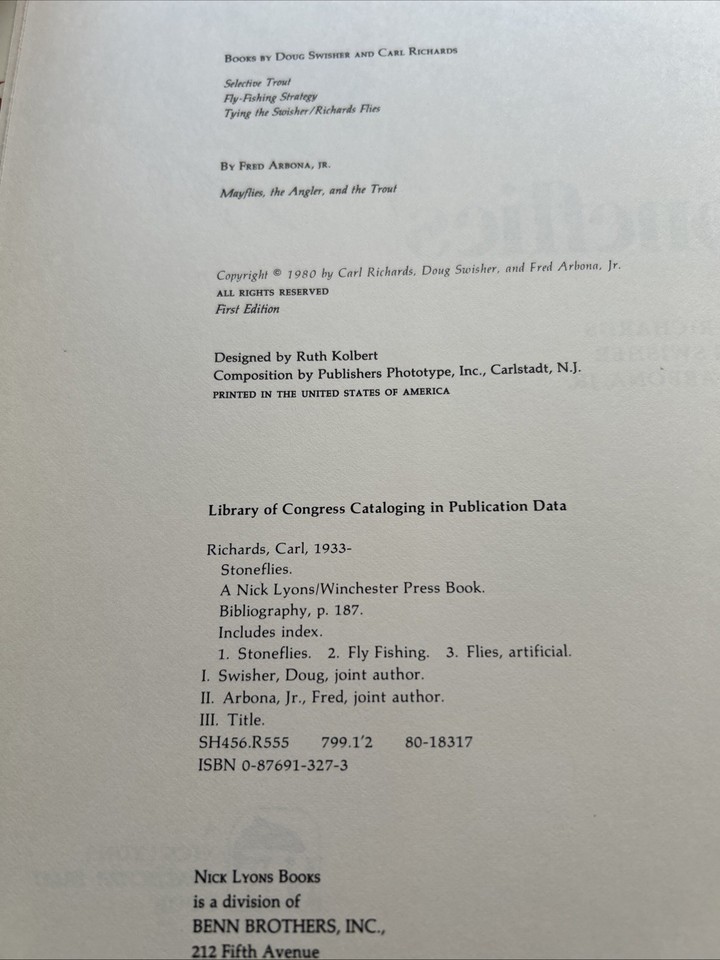 Books by Doug Swisher and Carl Richards
Selective Trout
Fly-Fishing Strategy
Tying the Swisher/Richards Flies
By Fred Arbona, Jr.
Mayflies, the Angler, and the Trout
Copyright © 1980 by Carl Richards, Doug Swisher, and Fred Arbona, Jr.
ALL RIGHTS RESERVED
First Edition
Designed by Ruth Kolbert
Composition by Publishers Phototype, Inc., Carlstadt, N.J.
PRINTED IN THE UNITED STATES OF AMERICA
Library of Congress Cataloging in Publication Data
Richards, Carl, 1933-
Stoneflies.
A Nick Lyons/Winchester Press Book.
Bibliography, p. 187.
Includes index.
1. Stoneflies. 2. Fly Fishing. 3. Flies, artificial.
I. Swisher, Doug, joint author.
II. Arbona, Jr., Fred, joint author.
III. Title.
SH456.R555 799.1'2 80-18317
ISBN 0-87691-327-3
Nick Lyons Books
is a division of
BENN BROTHERS, INC.,
212 Fifth Avenue